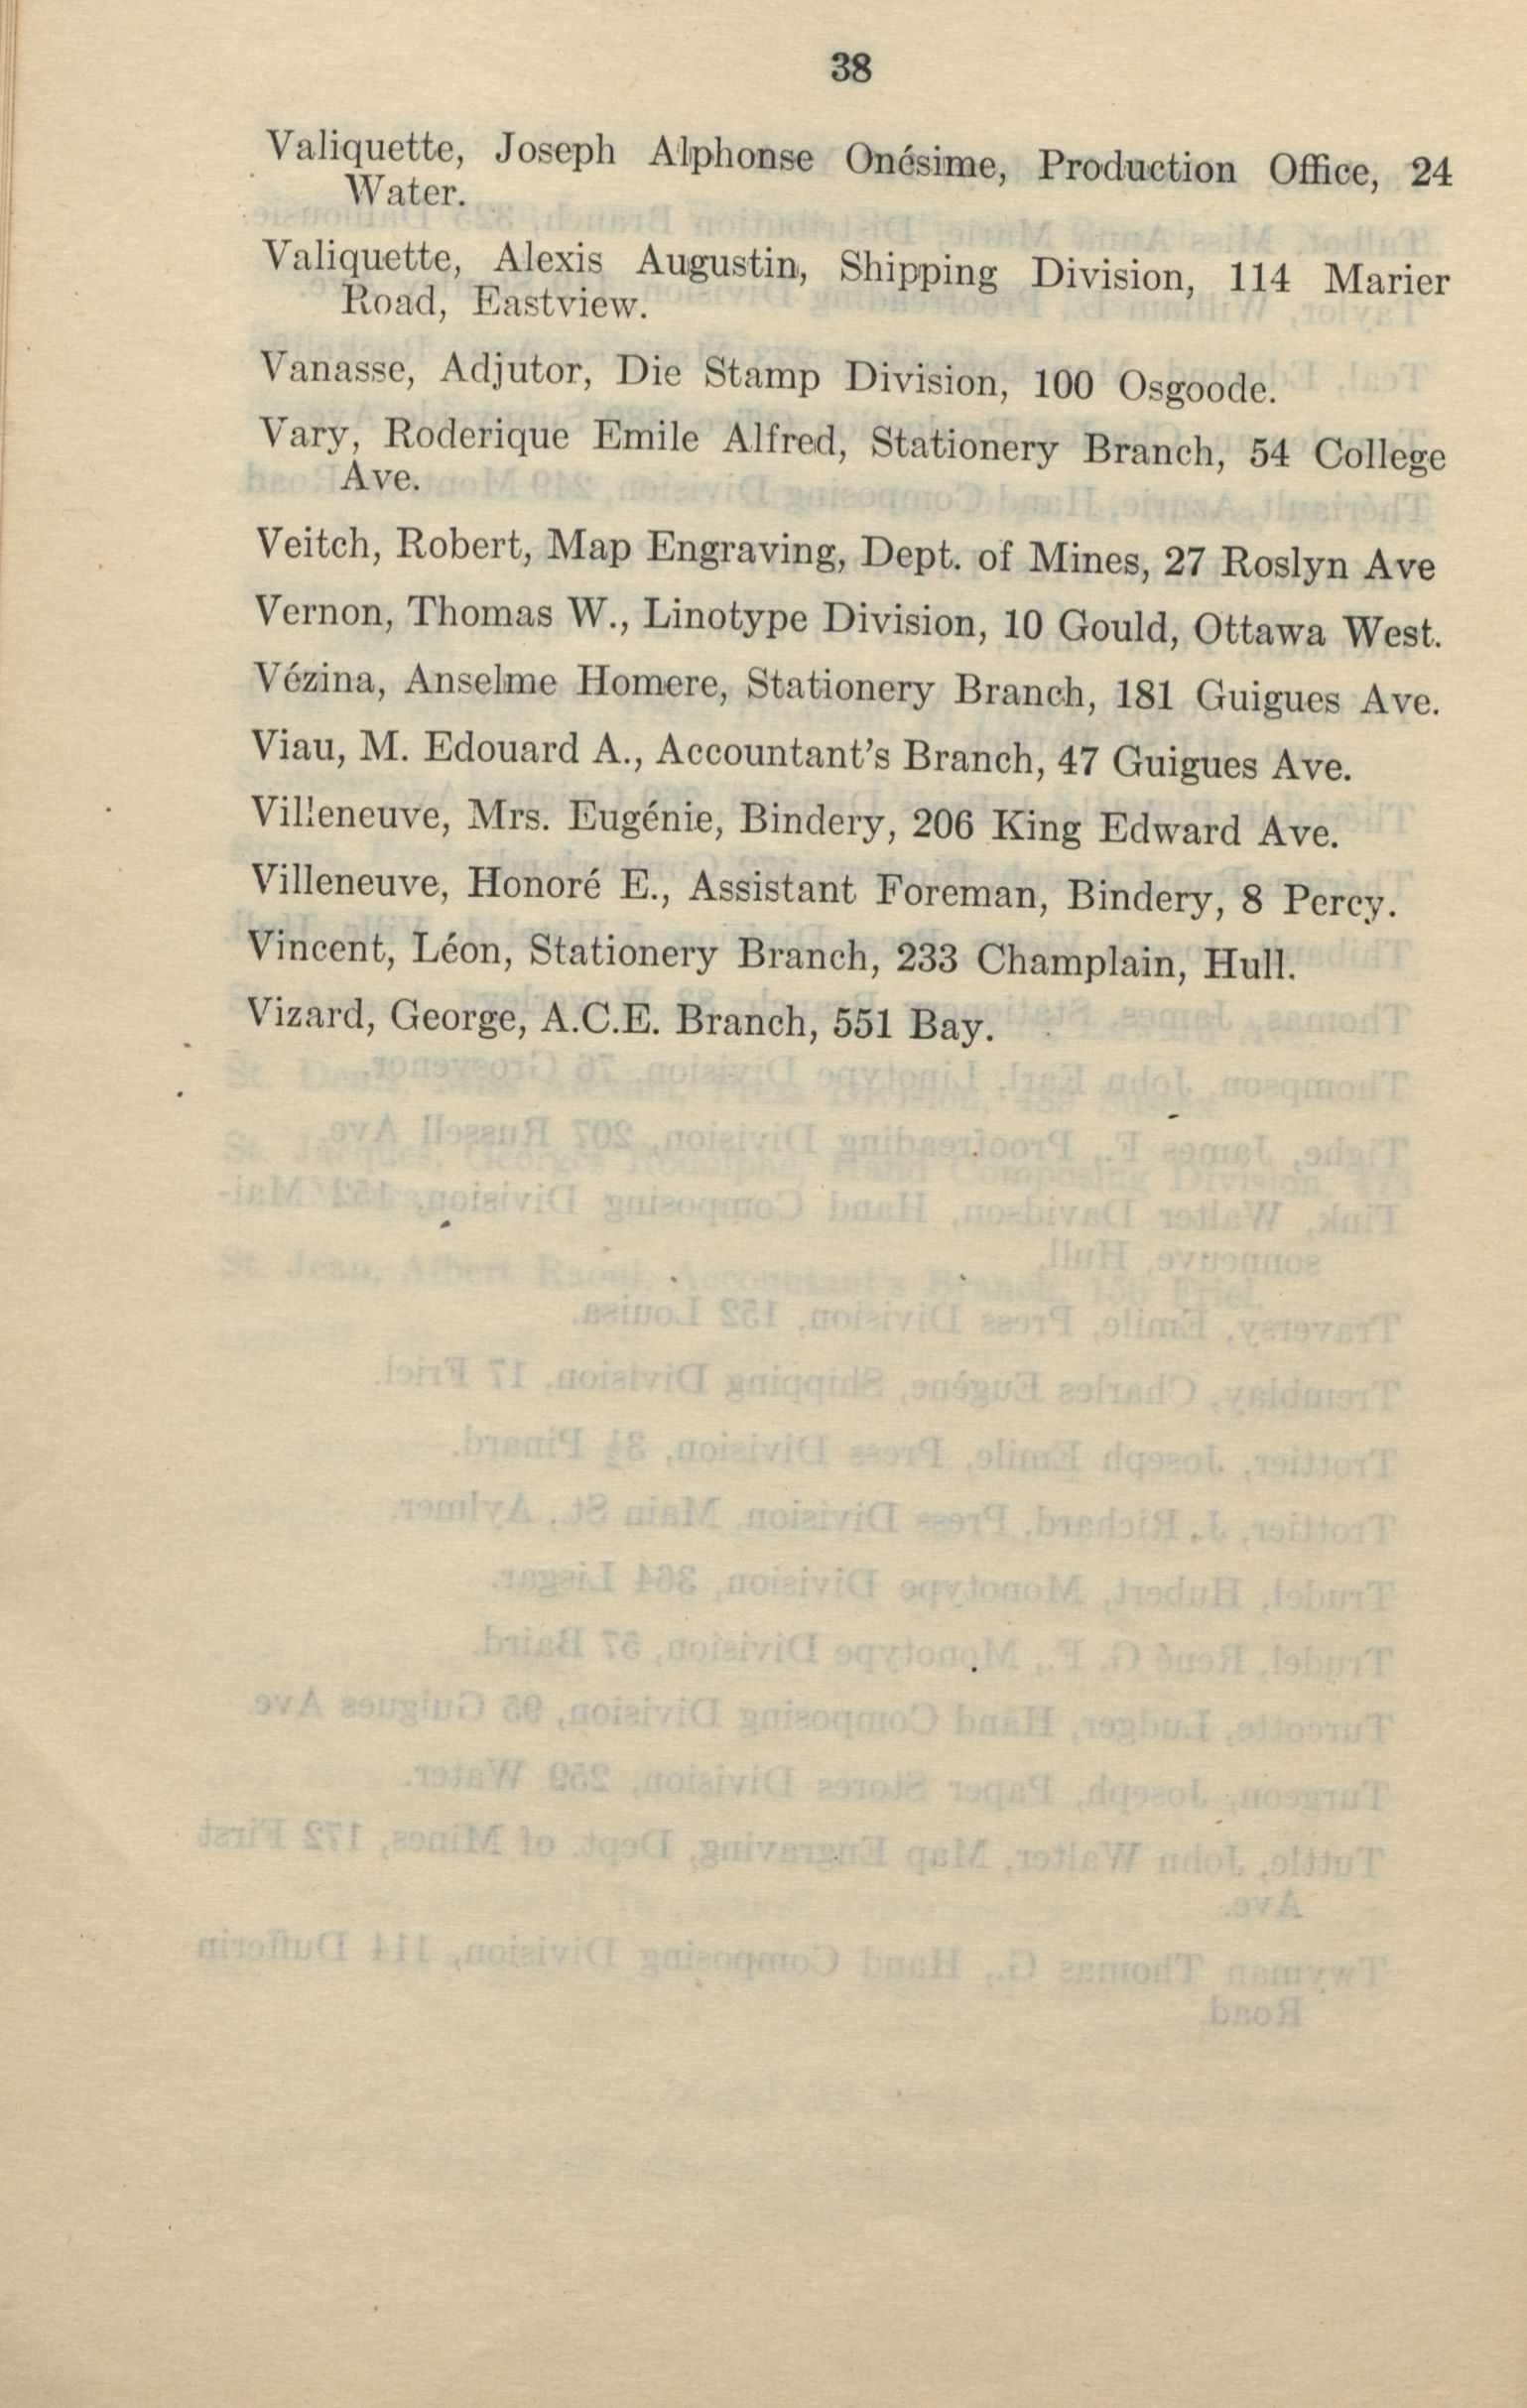 38
Valiquette, Joseph Alphonse Onésime, Production Office, 24
Water.
Valiquette, Alexis Augustin, Shipping Division, 114 Marier
Road, Eastview.
Vanasse, Adjutor, Die Stamp Division, 100 Osgoode.
Vary, Roderique Emile Alfred, Stationery Branch, 54 College
Ave.
Veitch, Robert, Map Engraving, Dept. of Mines, 27 Roslyn Ave
Vernon, Thomas W., Linotype Division, 10 Gould, Ottawa West.
Vézina, Anselme Homere, Stationery Branch, 181 Guigues Ave.
Viau, M. Edouard A., Accountant's Branch, 47 Guigues Ave.
Villeneuve, Mrs. Eugénie, Bindery, 206 King Edward Ave.
Villeneuve, Honoré E., Assistant Foreman, Bindery, 8 Percy.
Vincent, Léon, Stationery Branch, 233 Champlain, Hull.
Vizard, George, A.C.E. Branch, 551 Bay.